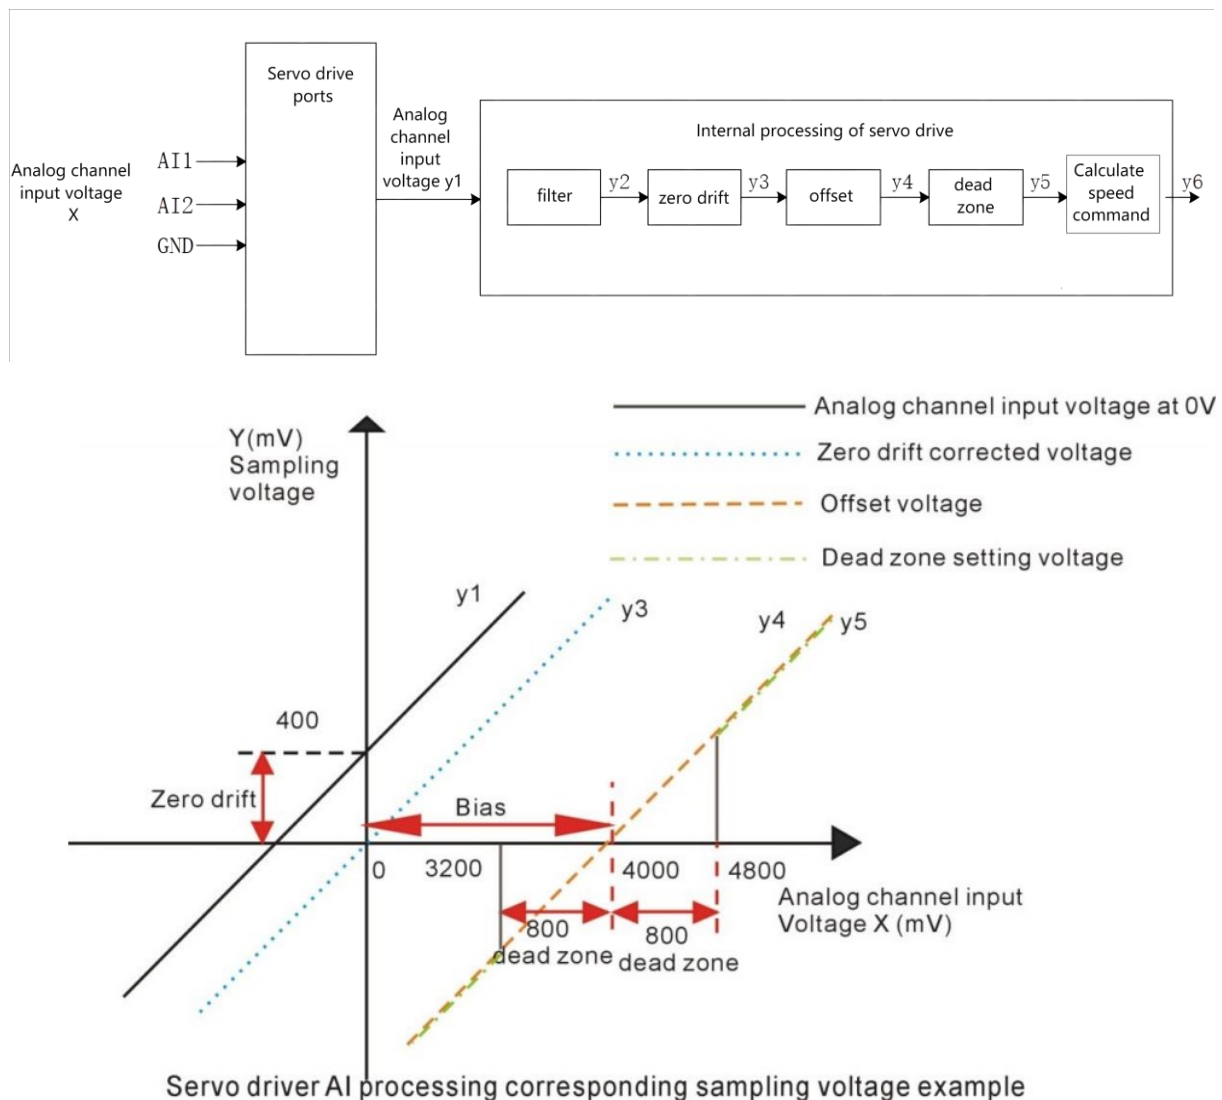 Servo drive
ports
Analog
channel
input
voltage y1
Internal processing of servo drive
Analog channel
input voltage
X
AI1
AI2
GND
filter
y2
zero drift
y3
offset
y4
dead
zone
y5
Calculate
speed
command
y6
Analog channel input voltage at 0V
Zero drift corrected voltage
Offset voltage
Dead zone setting voltage
Y(mV)
Sampling
voltage
y1
y3
y4
y5
400
Zero drift
Bias
0
3200
4000
4800
Analog channel input
Voltage X (mV)
800
dead zone
800
dead zone
Servo driver AI processing corresponding sampling voltage example